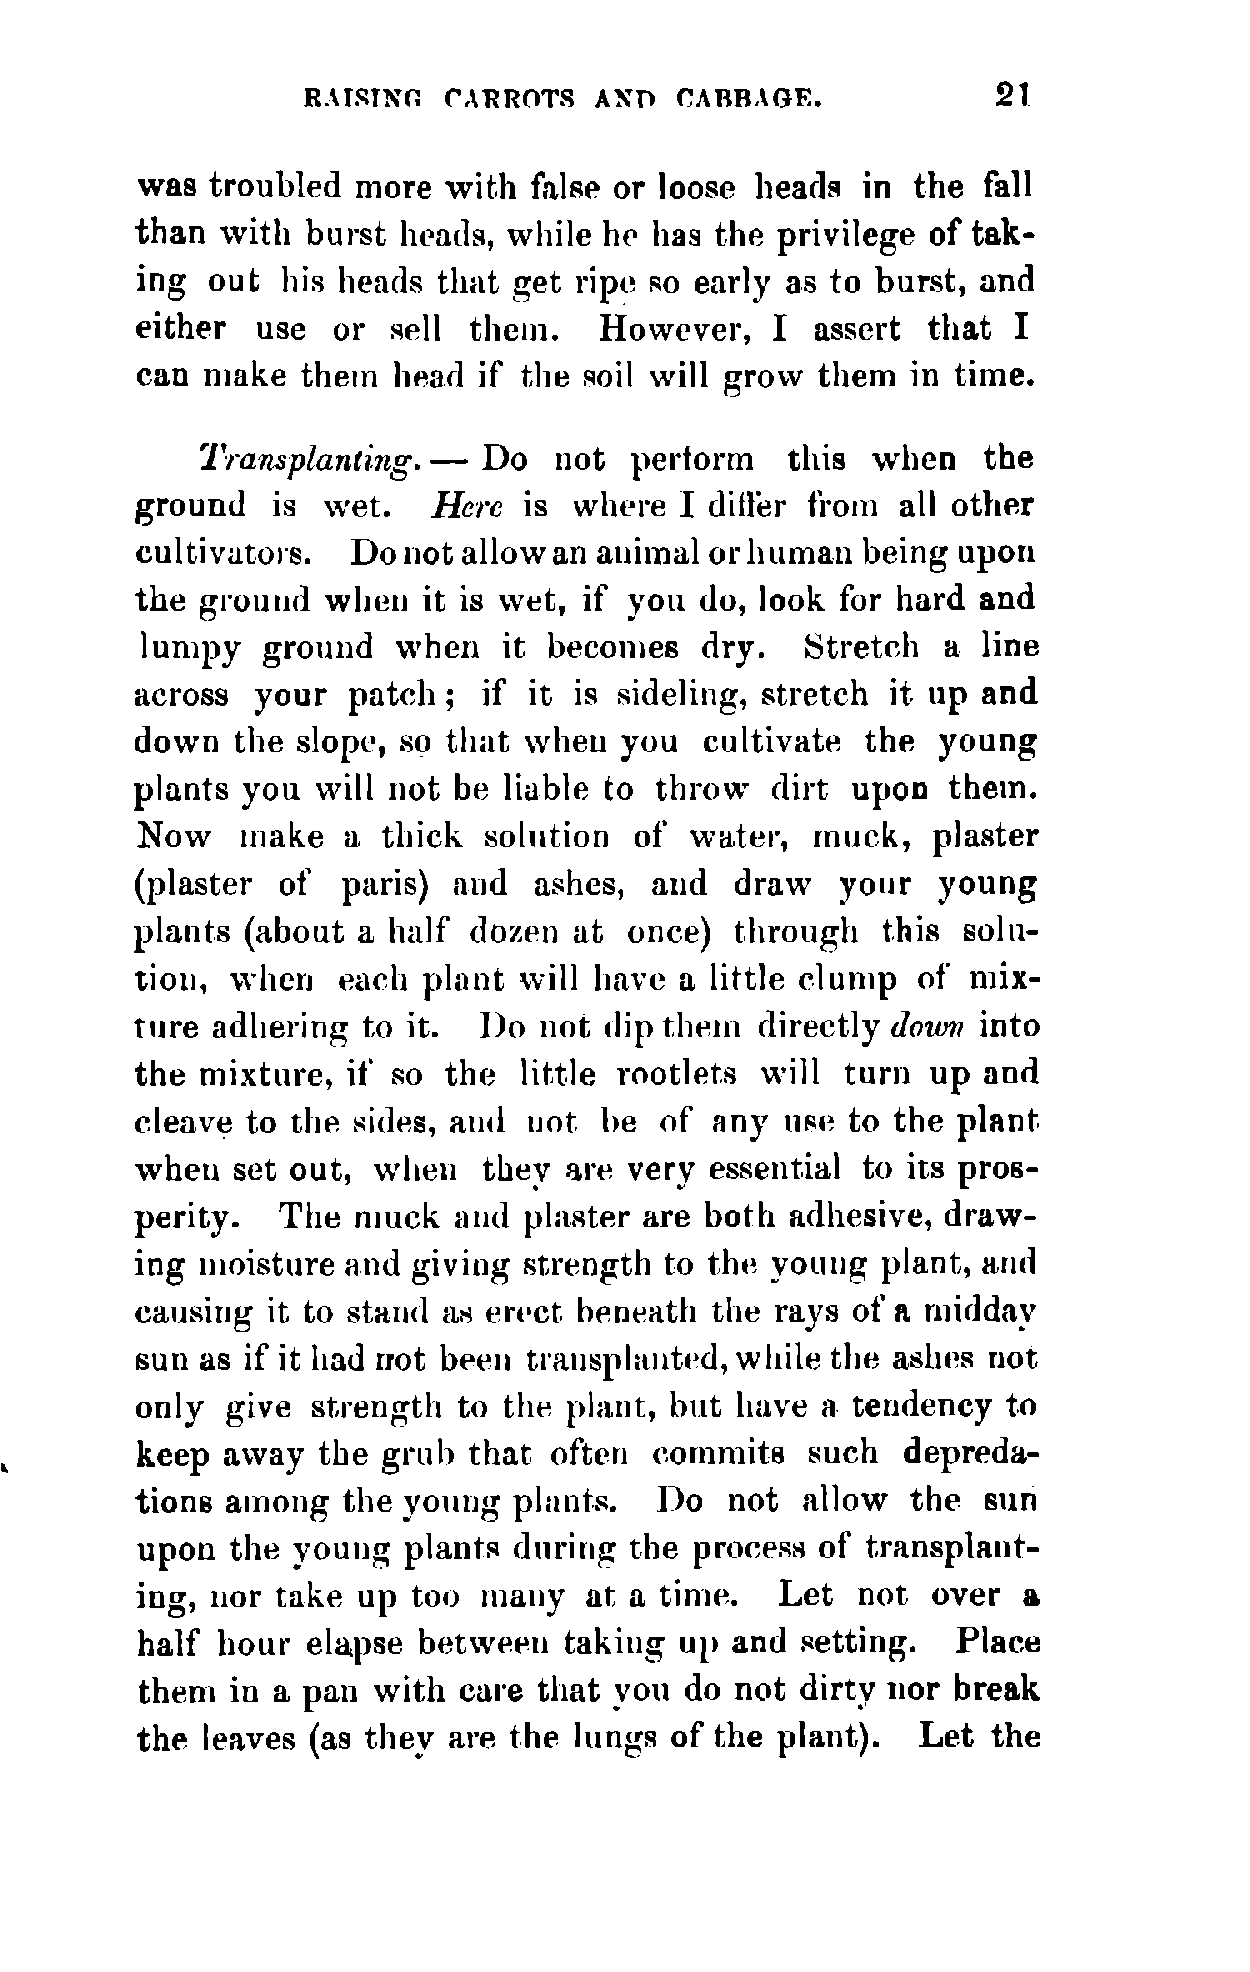 RAISING CARROTS AND CABBAGE. 21
was troubled more with false or loose heads in the fall
than with burst heads, while he has the privilege of tak-
ing out his heads that get ripe so early as to burst, and
either use or sell them. However, I assert that I
can make them head if the soil will grow them in time.
Transplanting. — Do not perform this when the
ground is wet. Here is where I differ from all other
cultivators. Do not allow an animal or human being upon
the ground when it is wet, if you do, look for hard and
lumpy ground when it becomes dry. Stretch a line
across your patch; if it is sideling, stretch it up and
down the slope, so that when you cultivate the young
plants you will not be liable to throw dirt upon them.
Now make a thick solution of water, muck, plaster
(plaster of paris) and ashes, and draw your young
plants (about a half dozen at once) through this solu-
tion, when each plant will have a little clump of mix-
ture adhering to it. Do not dip them directly down into
the mixture, if so the little rootlets will turn up and
cleave to the sides, and not be of any use to the plant
when set out, when they are very essential to its pros-
perity. The muck and plaster are both adhesive, draw-
ing moisture and giving strength to the young plant, and
causing it to stand as erect beneath the rays of a midday
sun as if it had not been transplanted, while the ashes not
only give strength to the plant, but have a tendency to
keep away the grub that often commits such depreda-
tions among the young plants. Do not allow the sun
upon the young plants during the process of transplant-
ing, nor take up too many at a time. Let not over a
half hour elapse between taking up and setting. Place
them in a pan with care that you do not dirty nor break
the leaves (as they are the lungs of the plant). Let the